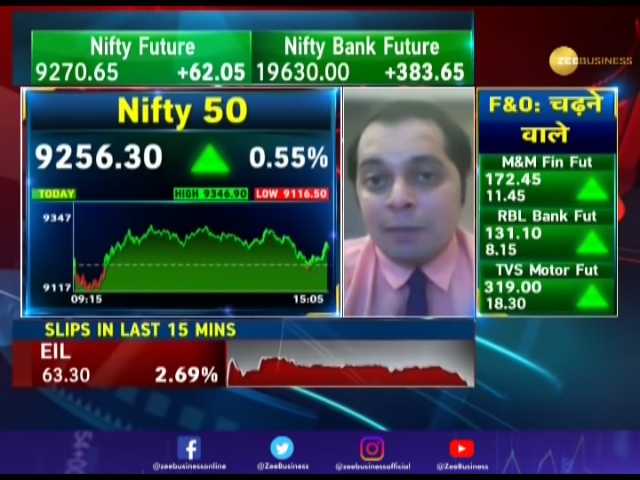 Nifty Future
9270.65 +62.05
Nifty Bank Future
19630.00 +383.65
ZEEBUSINESS
Nifty 50
9256.30 0.55%
TODAY HIGH 9346.90 LOW 9116.50
9347
9117
09:15 15:05
F&O: चढ़ने
वाले
M&M Fin Fut
172.45
11.45
RBL Bank Fut
131.10
8.15
TVS Motor Fut
319.00
18.30
SLIPS IN LAST 15 MINS
EIL
63.30 2.69%
@zeebusinessonline @ZeeBusiness @zeebusinessofficial @ZeeBusiness